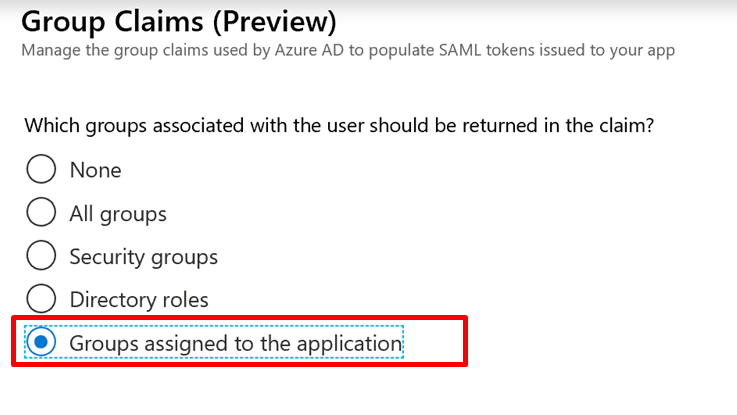 Group Claims (Preview)
Manage the group claims used by Azure AD to populate SAML tokens issued to your app
Which groups associated with the user should be returned in the claim?
None
All groups
Security groups
Directory roles
Groups assigned to the application